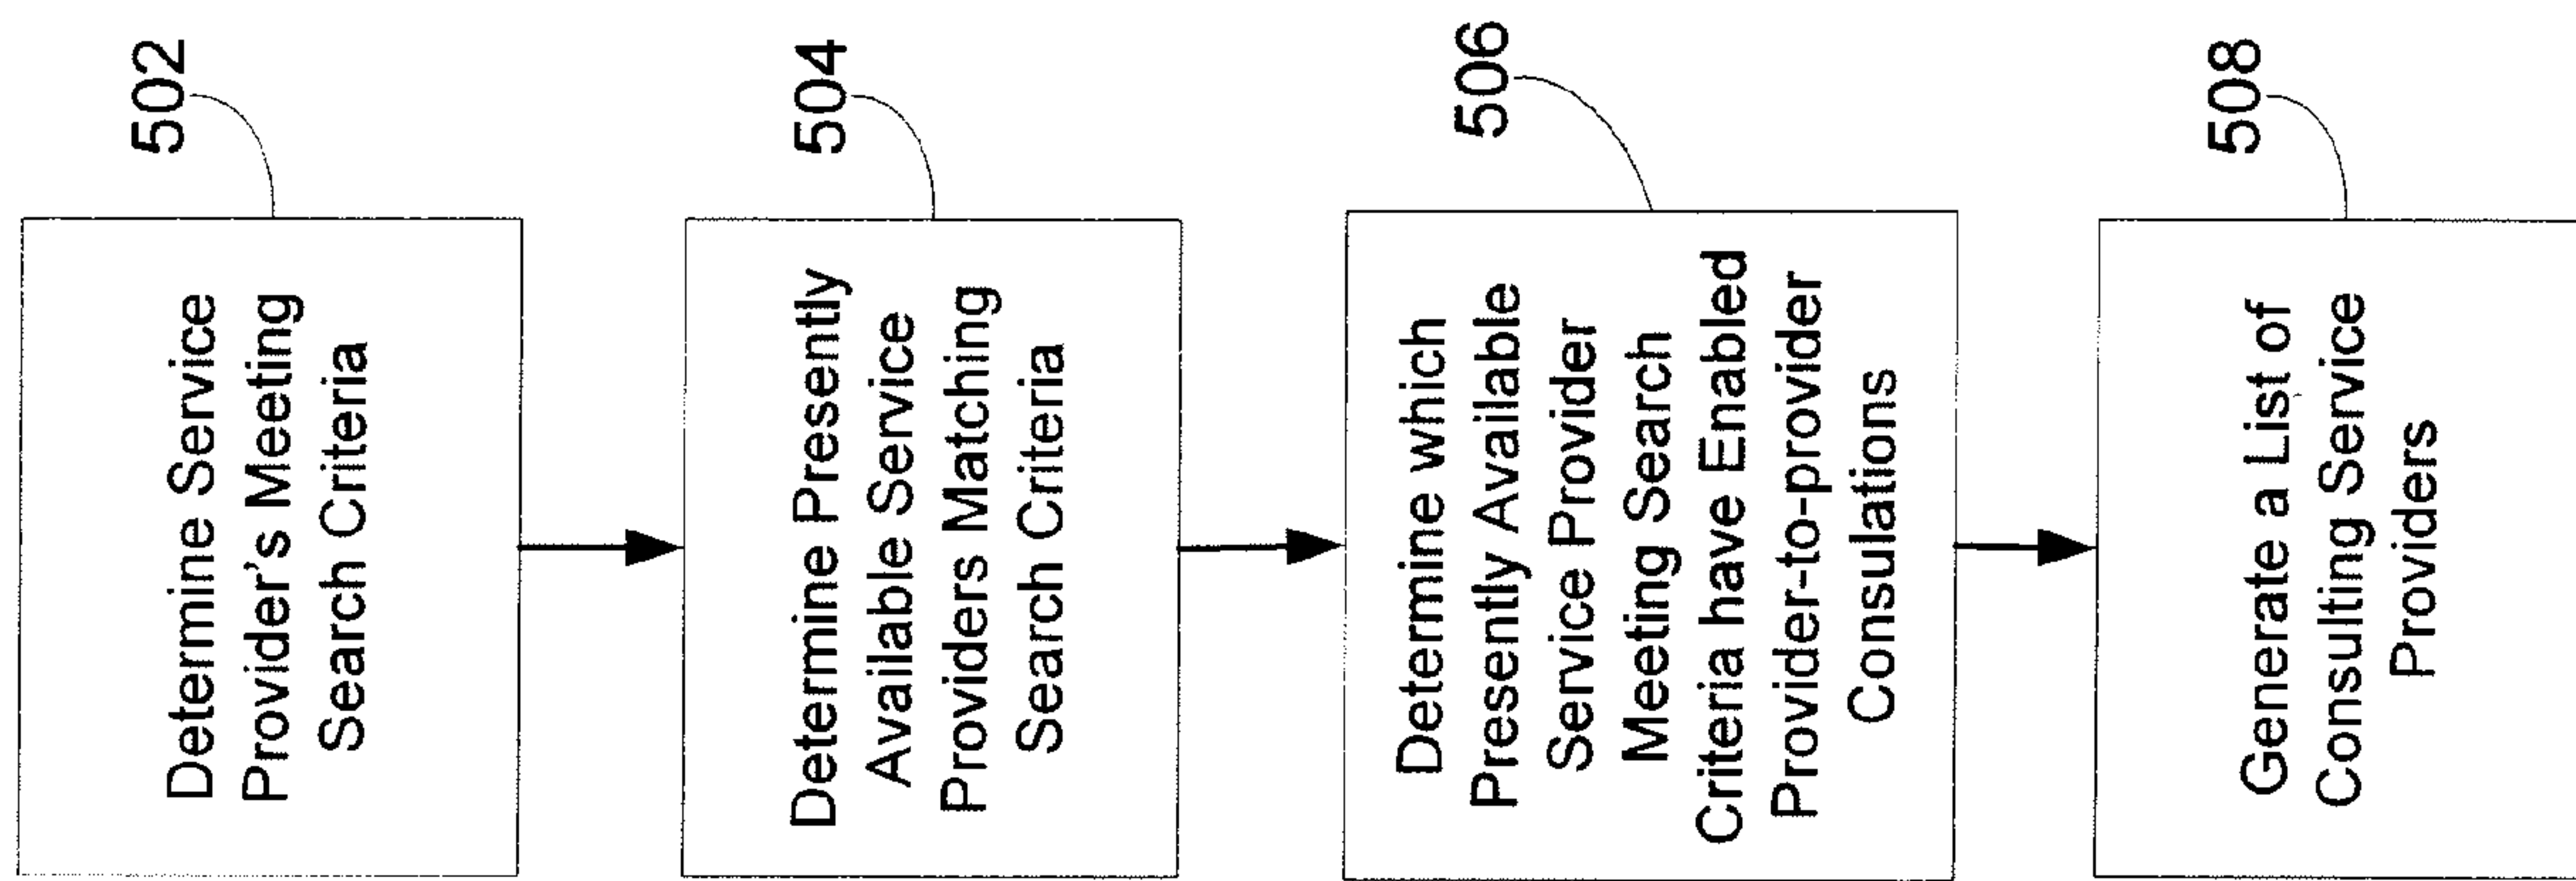 502
Determine Service
Provider's Meeting
Search Criteria
504
Determine Presently
Available Service
Providers Matching
Search Criteria
506
Determine which
Presently Available
Service Provider
Meeting Search
Criteria have Enabled
Provider-to-provider
Consulations
508
Generate a List of
Consulting Service
Providers